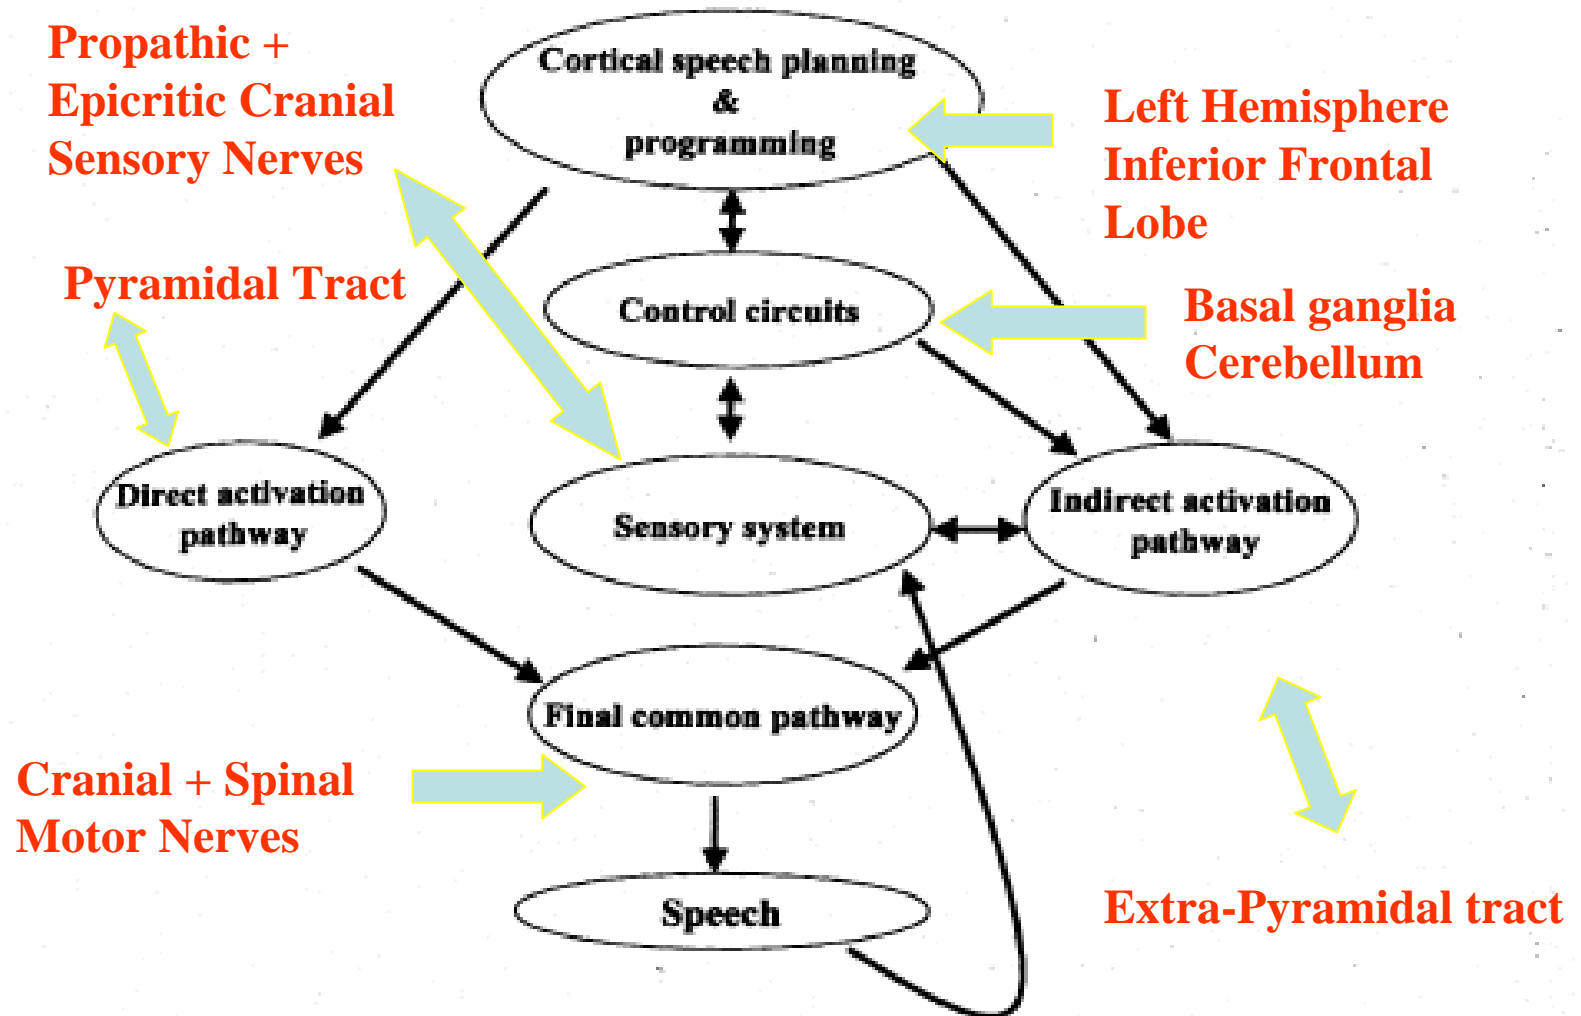 Propathic +
Epicritic Cranial
Sensory Nerves
Cortical speech planning
&
programming
Left Hemisphere
Inferior Frontal
Lobe
Pyramidal Tract
Control circuits
Basal ganglia
Cerebellum
Direct activation
pathway
Sensory system
Indirect activation
pathway
Final common pathway
Cranial + Spinal
Motor Nerves
Speech
Extra-Pyramidal tract